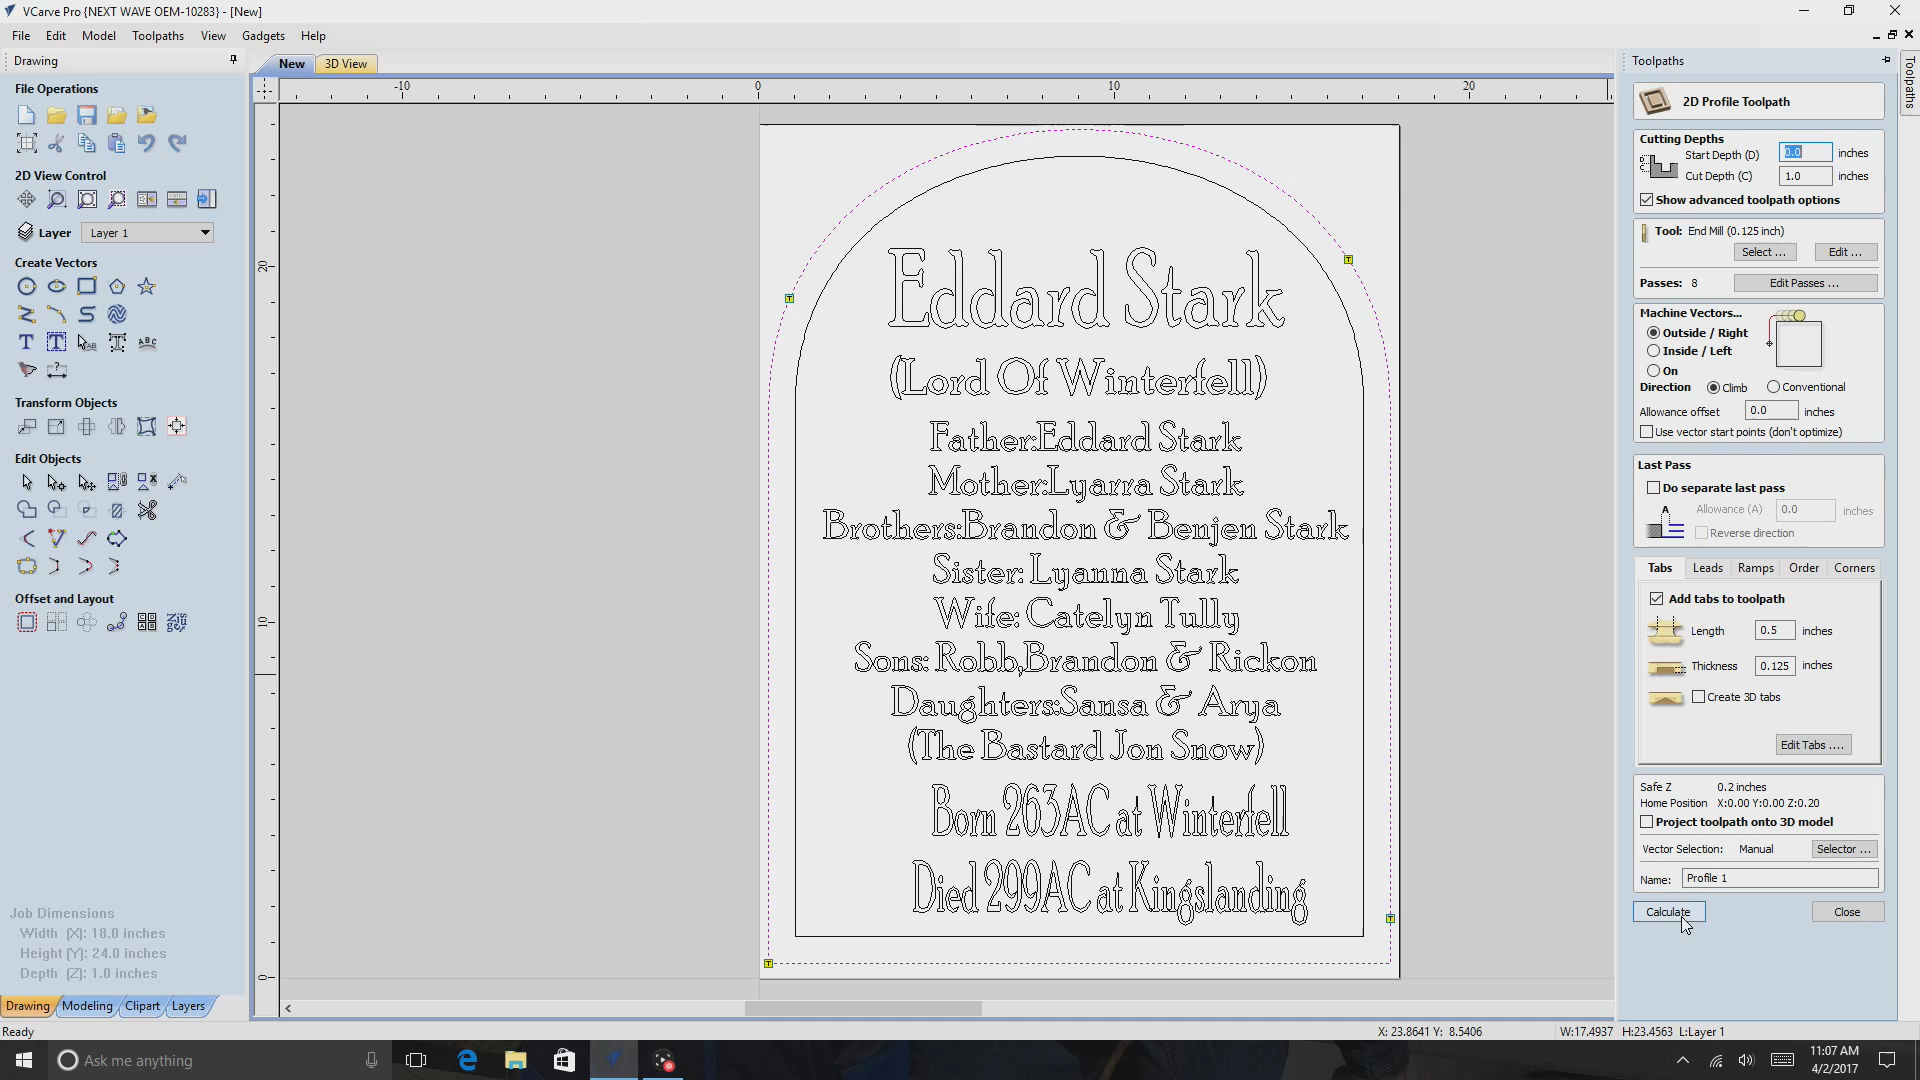 VCarve Pro {NEXT WAVE OEM-10283} - [New]
File Edit Model Toolpaths View Gadgets Help
Drawing
File Operations
2D View Control
Layer Layer 1
Create Vectors
Transform Objects
Edit Objects
Offset and Layout
Job Dimensions
Width (X): 18.0 inches
Height (Y): 24.0 inches
Depth (Z): 1.0 inches
Drawing Modeling Clipart Layers
Ready
New 3D View
-10 0 10 20
20
10
0
Eddard Stark
(Lord Of Winterfell)
Father:Eddard Stark
Mother:Lyarra Stark
Brothers:Brandon & Benjen Stark
Sister: Lyanna Stark
Wife: Catelyn Tully
Sons: Robb,Brandon & Rickon
Daughters:Sansa & Arya
(The Bastard Jon Snow)
Born 263AC at Winterfell
Died 299AC at Kingslanding
Toolpaths
Toolpaths
2D Profile Toolpath
Cutting Depths
Start Depth (D) 0.0 inches
Cut Depth (C) 1.0 inches
Show advanced toolpath options
Tool: End Mill (0.125 inch)
Select ... Edit ...
Passes: 8 Edit Passes ...
Machine Vectors...
Outside / Right
Inside / Left
On
Direction Climb Conventional
Allowance offset 0.0 inches
Use vector start points (don't optimize)
Last Pass
Do separate last pass
A Allowance (A) 0.0 inches
Reverse direction
Tabs Leads Ramps Order Corners
Add tabs to toolpath
Length 0.5 inches
Thickness 0.125 inches
Create 3D tabs
Edit Tabs ....
Safe Z 0.2 inches
Home Position X:0.00 Y:0.00 Z:0.20
Project toolpath onto 3D model
Vector Selection: Manual Selector ...
Name: Profile 1
Calculate Close
X: 23.8641 Y: 8.5406 W:17.4937 H:23.4563 L:Layer 1
Ask me anything
11:07 AM
4/2/2017